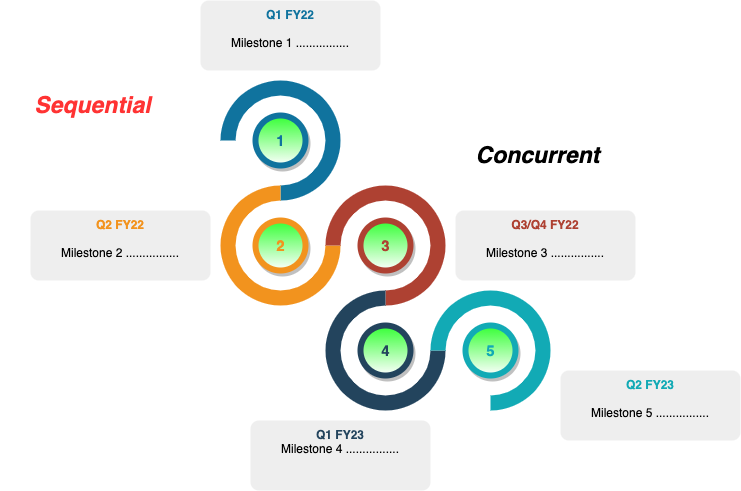 Q1 FY22
Milestone 1 ................
Sequential
1
Concurrent
Q2 FY22
Milestone 2 ................
2
3
Q3/Q4 FY22
Milestone 3 ................
4
5
Q2 FY23
Milestone 5 ................
Q1 FY23
Milestone 4 ................